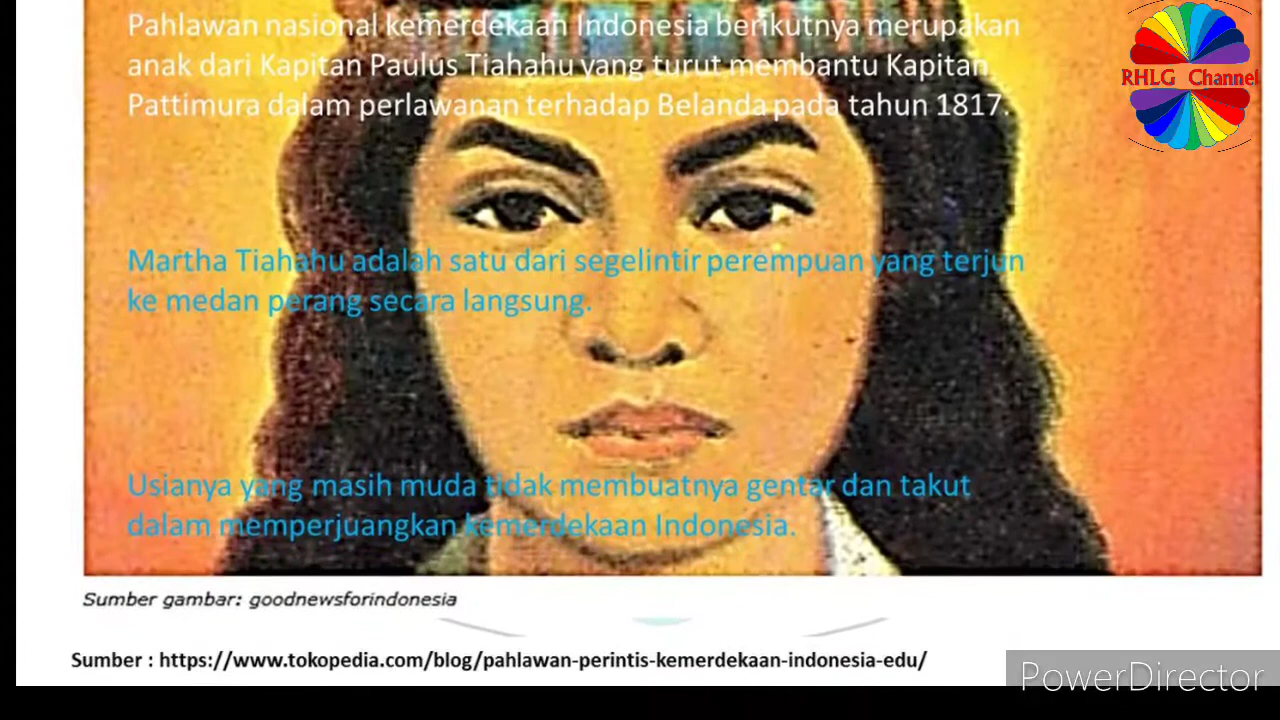 Pahlawan nasional kemerdekaan Indonesia berikutnya merupakan
anak dari Kapitan Paulus Tiahahu yang turut membantu Kapitan
Pattimura dalam perlawanan terhadap Belanda pada tahun 1817.
RHLG Channel
Martha Tiahahu adalah satu dari segelintir perempuan yang terjun
ke medan perang secara langsung.
Usianya yang masih muda tidak membuatnya gentar dan takut
dalam memperjuangkan kemerdekaan Indonesia.
Sumber gambar: goodnewsforindonesia
Sumber : https://www.tokopedia.com/blog/pahlawan-perintis-kemerdekaan-indonesia-edu/
PowerDirector